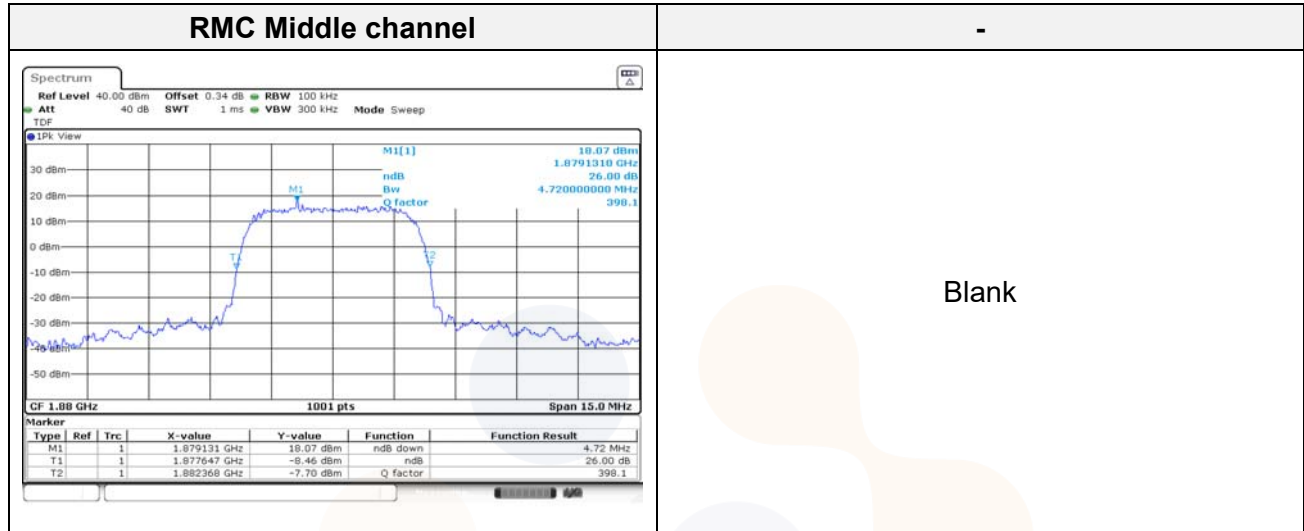 RMC Middle channel
-
Spectrum
Ref Level 40.00 dBm Offset 0.34 dB RBW 100 kHz
Att 40 dB SWT 1 ms VBW 300 kHz Mode Sweep
TDF
1Pk View
M1[1] 18.07 dBm
1.8791310 GHz
30 dBm
ndB 26.00 dB
M1
20 dBm
Bw 4.720000000 MHz
Q factor 398.1
10 dBm
0 dBm
T1
T2
-10 dBm
-20 dBm
-30 dBm
-40 dBm
-50 dBm
CF 1.88 GHz 1001 pts Span 15.0 MHz
Marker
Type Ref Trc X-value Y-value Function Function Result
M1 1 1.879131 GHz 18.07 dBm ndB down 4.72 MHz
T1 1 1.877647 GHz -8.46 dBm ndB 26.00 dB
T2 1 1.882368 GHz -7.70 dBm Q factor 398.1
Blank